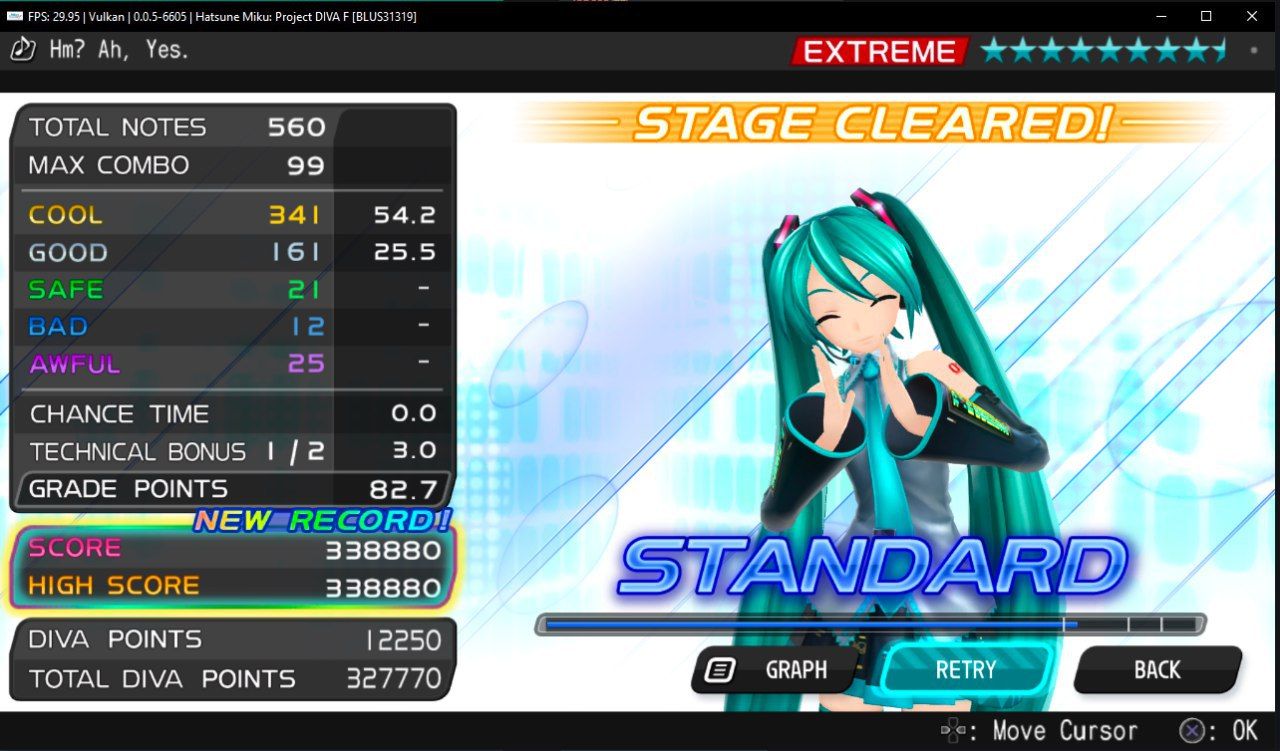 FPS: 29.95 | Vulkan | 0.0.5-6605 | Hatsune Miku: Project DIVA F [BLUS31319]
Hm? Ah, Yes.
EXTREME
STAGE CLEARED!
TOTAL NOTES 560
MAX COMBO 99
COOL 341 54.2
GOOD 161 25.5
SAFE 21 -
BAD 12 -
AWFUL 25 -
CHANCE TIME 0.0
TECHNICAL BONUS 1 / 2 3.0
GRADE POINTS 82.7
NEW RECORD!
SCORE 338880
HIGH SCORE 338880
STANDARD
DIVA POINTS 12250
TOTAL DIVA POINTS 327770
GRAPH RETRY BACK
: Move Cursor : OK